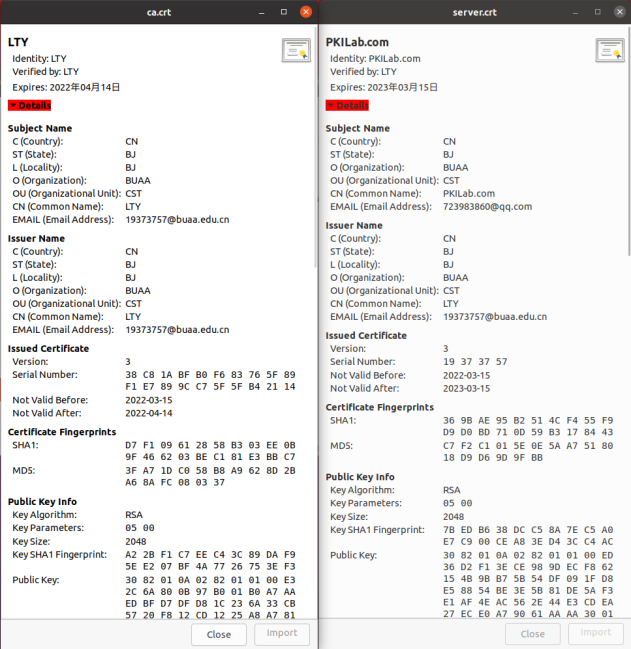 ca.crt
LTY
Identity: LTY
Verified by: LTY
Expires: 2022年04月14日
Details
Subject Name
C (Country): CN
ST (State): BJ
L (Locality): BJ
O (Organization): BUAA
OU (Organizational Unit): CST
CN (Common Name): LTY
EMAIL (Email Address): 19373757@buaa.edu.cn
Issuer Name
C (Country): CN
ST (State): BJ
L (Locality): BJ
O (Organization): BUAA
OU (Organizational Unit): CST
CN (Common Name): LTY
EMAIL (Email Address): 19373757@buaa.edu.cn
Issued Certificate
Version: 3
Serial Number: 38 C8 1A BF B0 F6 83 76 5F 89
F1 E7 89 9C C7 5F 5F B4 21 14
Not Valid Before: 2022-03-15
Not Valid After: 2022-04-14
Certificate Fingerprints
SHA1: D7 F1 09 61 28 58 B3 03 EE 0B
9F 46 62 03 BE C1 81 E3 BB C7
MD5: 3F A7 1D C0 58 B8 A9 62 8D 2B
A6 8A FC 08 03 37
Public Key Info
Key Algorithm: RSA
Key Parameters: 05 00
Key Size: 2048
Key SHA1 Fingerprint: A2 2B F1 C7 EE C4 3C 89 DA F9
5E E2 07 BF 4A 77 26 75 3E F3
Public Key: 30 82 01 0A 02 82 01 01 00 E3
2C 6A 80 0B 97 B0 01 B0 A7 AA
ED BF D7 DF D8 1C 23 6A 33 CB
57 20 F8 12 CD 12 25 A8 A7 81
Close
Import
server.crt
PKILab.com
Identity: PKILab.com
Verified by: LTY
Expires: 2023年03月15日
Details
Subject Name
C (Country): CN
ST (State): BJ
O (Organization): BUAA
OU (Organizational Unit): CST
CN (Common Name): PKILab.com
EMAIL (Email Address): 723983860@qq.com
Issuer Name
C (Country): CN
ST (State): BJ
L (Locality): BJ
O (Organization): BUAA
OU (Organizational Unit): CST
CN (Common Name): LTY
EMAIL (Email Address): 19373757@buaa.edu.cn
Issued Certificate
Version: 3
Serial Number: 19 37 37 57
Not Valid Before: 2022-03-15
Not Valid After: 2023-03-15
Certificate Fingerprints
SHA1: 36 9B AE 95 B2 51 4C F4 55 F9
D9 D0 BD 71 0D 59 B3 17 84 43
MD5: C7 F2 C1 01 5E 0E 5A A7 51 80
18 D9 D6 9D 9F BB
Public Key Info
Key Algorithm: RSA
Key Parameters: 05 00
Key Size: 2048
Key SHA1 Fingerprint: 7B ED B6 38 DC C5 8A 7E C5 A0
E7 C9 00 CE A8 3E D4 3C C4 AC
Public Key: 30 82 01 0A 02 82 01 01 00 ED
36 D2 F1 3E CE 98 9D EC F8 62
15 4B 9B B7 5B 54 DF 09 1F D8
E5 88 54 BE 3E 5B 81 DE 5A F3
E1 AF 4E AC 56 2E 44 E3 CD EA
27 EC E0 A7 90 61 AA AA 30 01
Close
Import